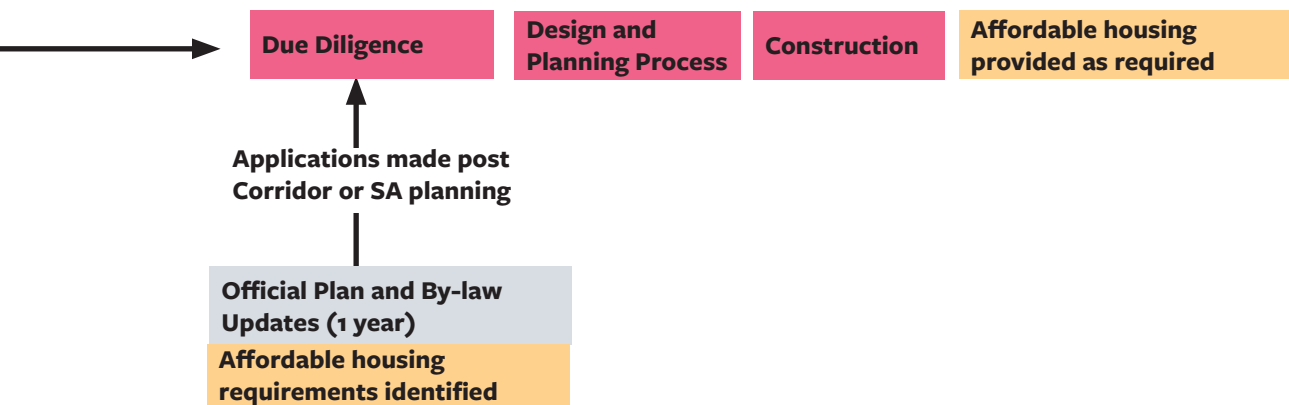 Due Diligence
Design and
Planning Process
Construction
Affordable housing
provided as required
Applications made post
Corridor or SA planning
Official Plan and By-law
Updates (1 year)
Affordable housing
requirements identified